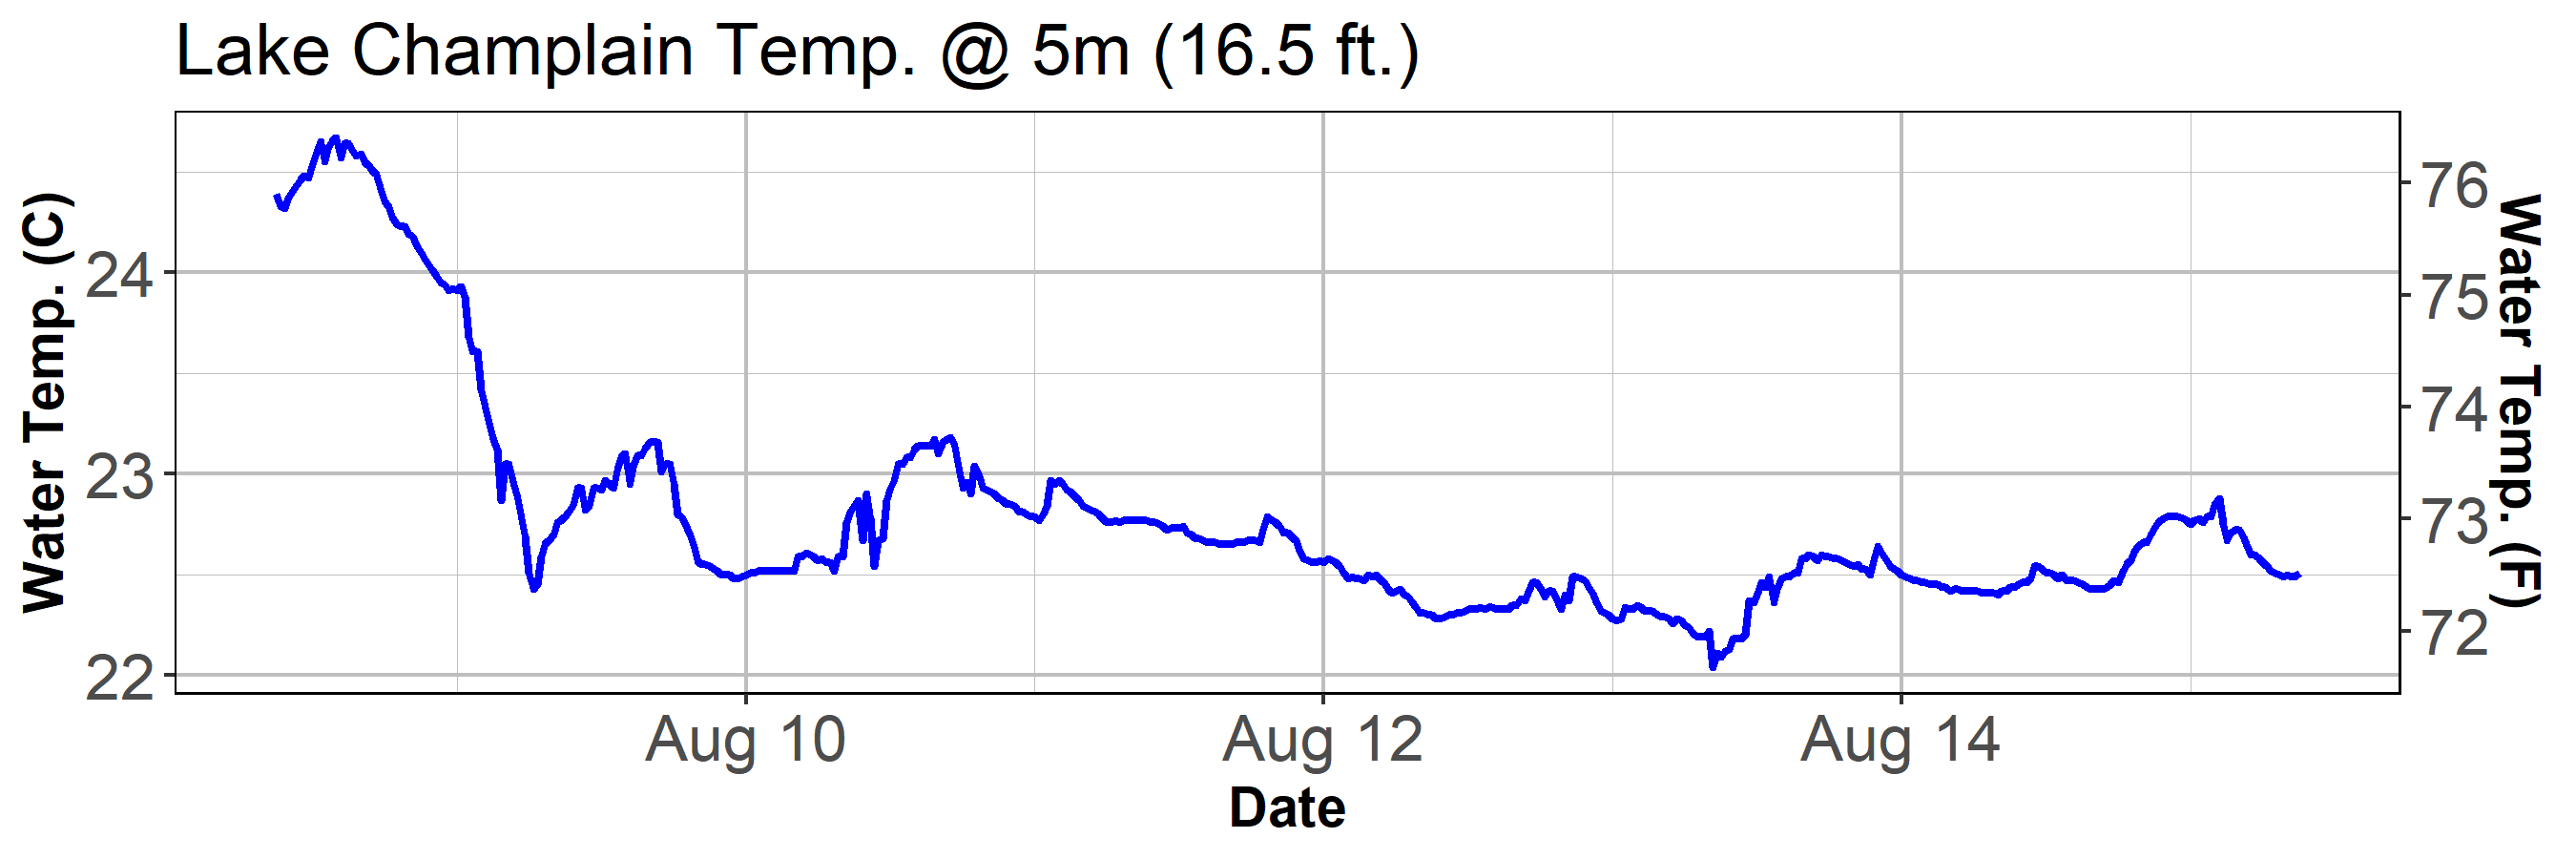 Lake Champlain Temp. @ 5m (16.5 ft.)
Water Temp. (C)
24
23
22
76
75
74
73
72
Water Temp. (F)
Aug 10
Aug 12
Aug 14
Date